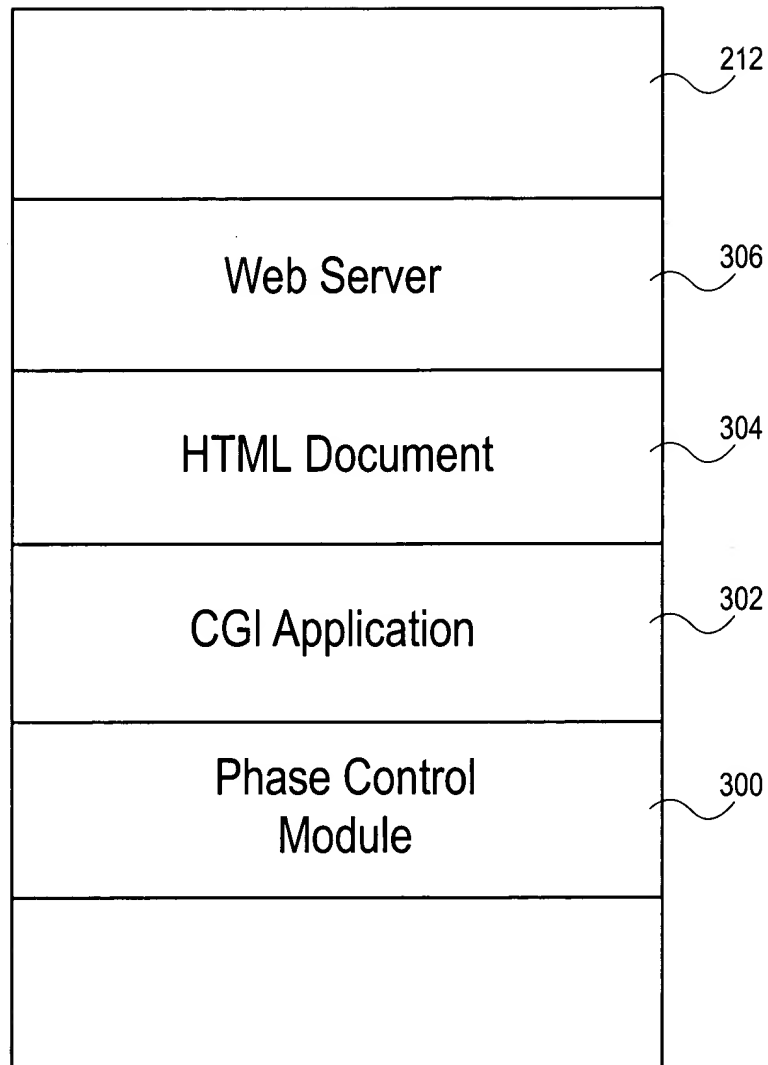 212
Web Server
306
HTML Document
304
CGI Application
302
Phase Control
Module
300